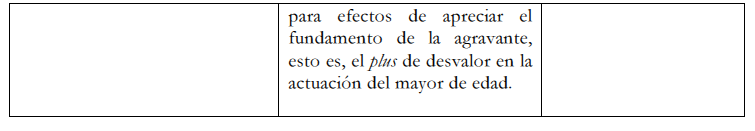 para efectos de apreciar el
fundamento de la agravante,
esto es, el plus de desvalor en la
actuación del mayor de edad.